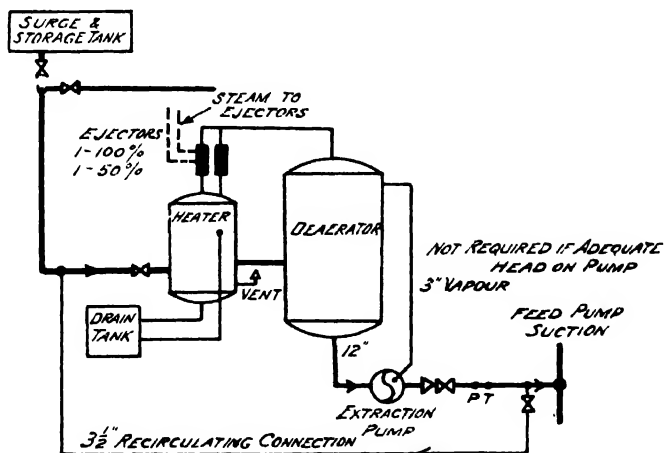 SURGE &
STORAGE TANK
STEAM TO
EJECTORS
EJECTORS
1-100%
1-50%
HEATER
DEAERATOR
NOT REQUIRED IF ADEQUATE
HEAD ON PUMP
3" VAPOUR
VENT
FEED PUMP
SUCTION
DRAIN
TANK
12"
P T
EXTRACTION
PUMP
3½" RECIRCULATING CONNECTION